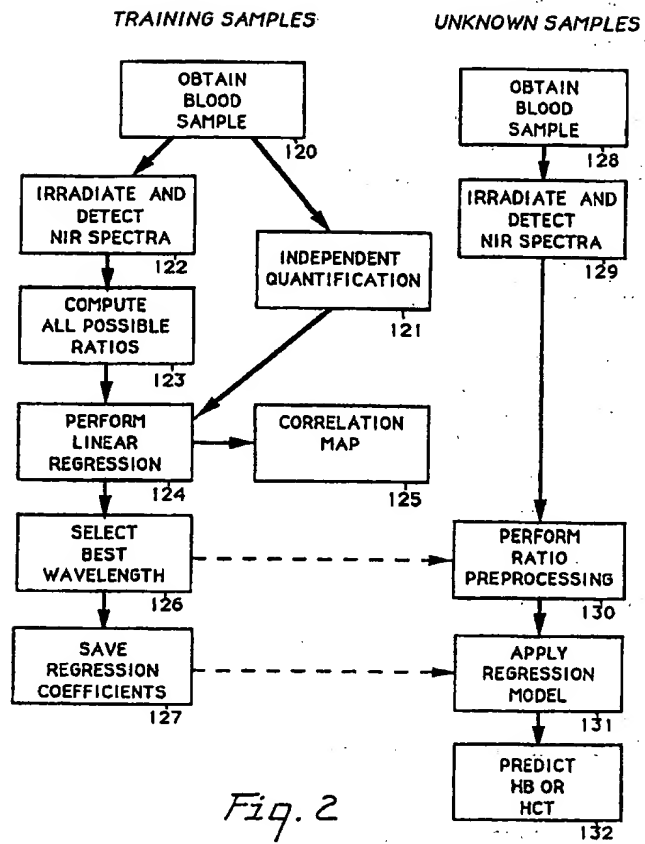 TRAINING SAMPLES
OBTAIN
BLOOD
SAMPLE
120
IRRADIATE AND
DETECT
NIR SPECTRA
122
INDEPENDENT
QUANTIFICATION
121
COMPUTE
ALL POSSIBLE
RATIOS
123
PERFORM
LINEAR
REGRESSION
124
CORRELATION
MAP
125
SELECT
BEST
WAVELENGTH
126
SAVE
REGRESSION
COEFFICIENTS
127
UNKNOWN SAMPLES
OBTAIN
BLOOD
SAMPLE
128
IRRADIATE AND
DETECT
NIR SPECTRA
129
PERFORM
RATIO
PREPROCESSING
130
APPLY
REGRESSION
MODEL
131
PREDICT
HB OR
HCT
132
Fig. 2